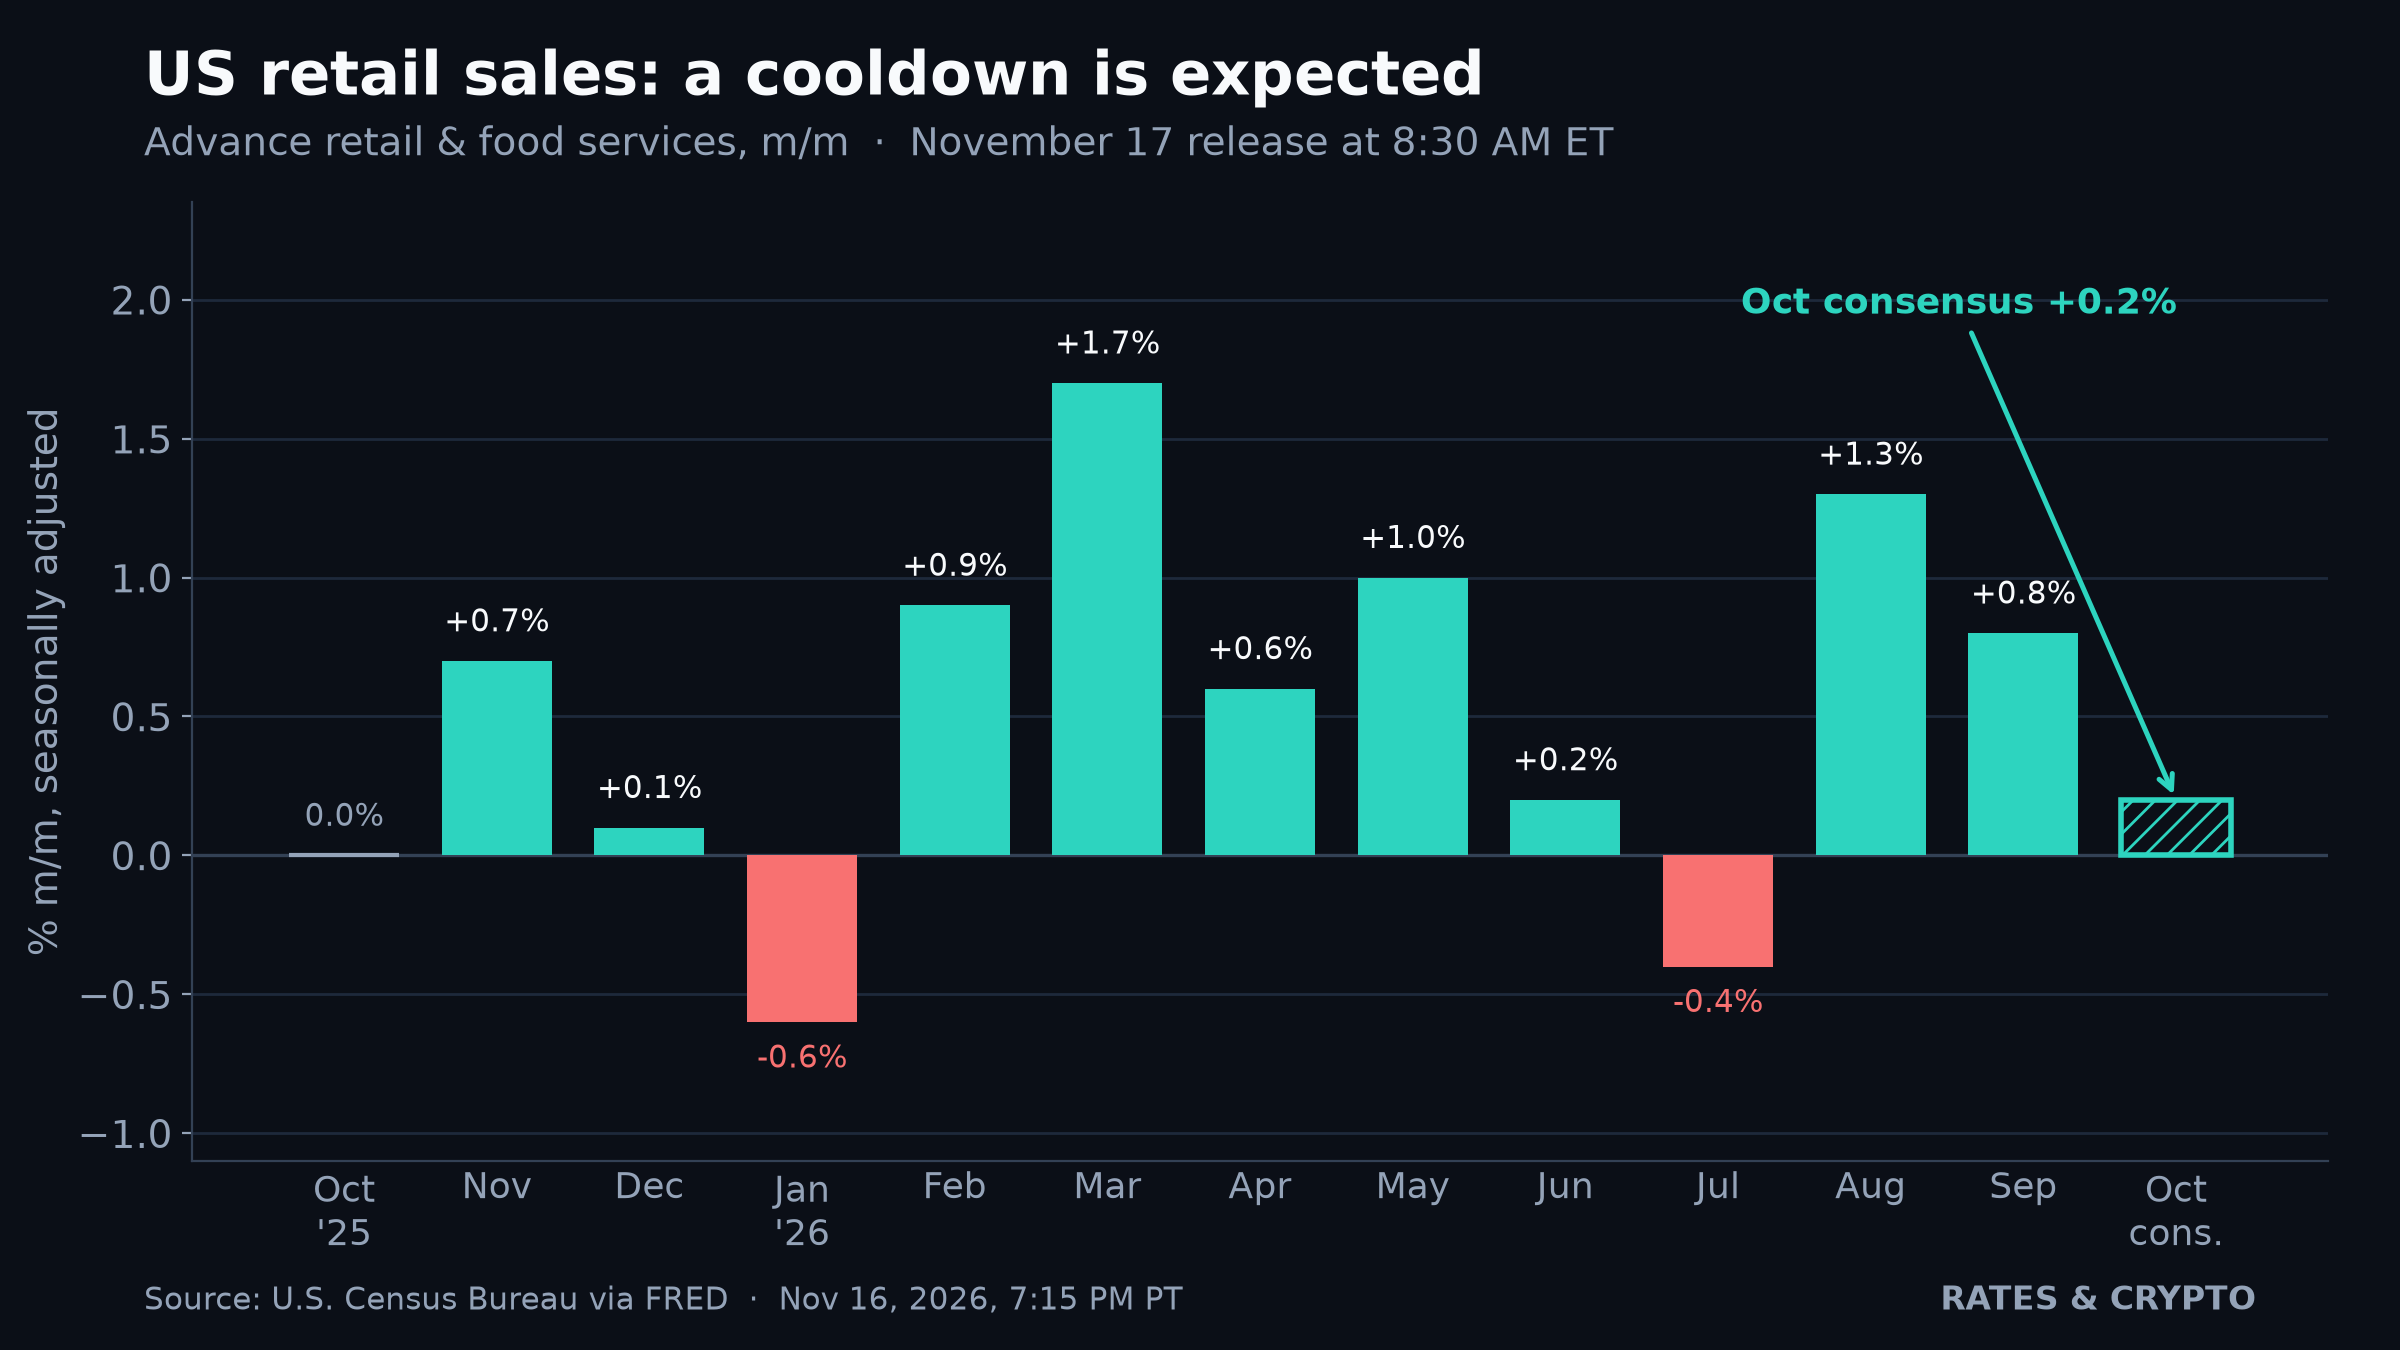 US retail sales: a cooldown is expected
Advance retail & food services, m/m · November 17 release at 8:30 AM ET
% m/m, seasonally adjusted
2.0
1.5
1.0
0.5
0.0
−0.5
−1.0
0.0%
+0.7%
+0.1%
-0.6%
+0.9%
+1.7%
+0.6%
+1.0%
+0.2%
-0.4%
+1.3%
+0.8%
Oct consensus +0.2%
Oct
'25
Nov
Dec
Jan
'26
Feb
Mar
Apr
May
Jun
Jul
Aug
Sep
Oct
cons.
Source: U.S. Census Bureau via FRED · Nov 16, 2026, 7:15 PM PT
RATES & CRYPTO